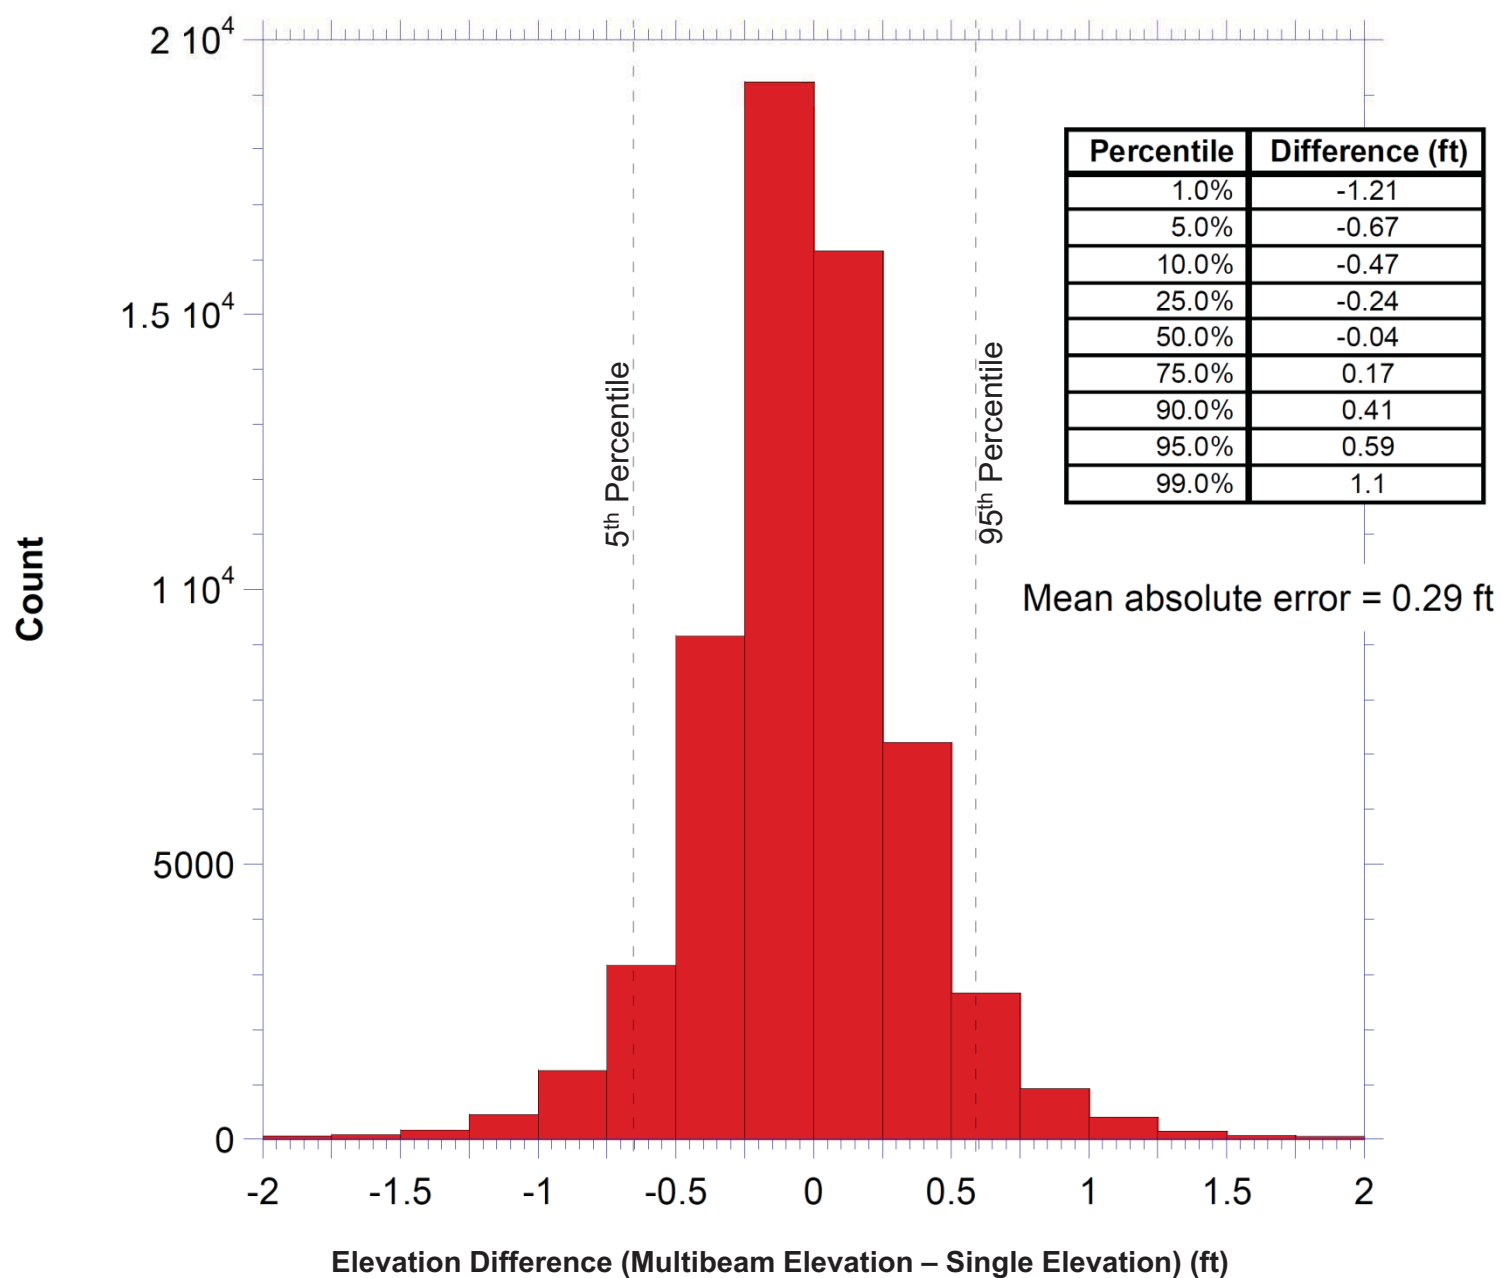 2 10⁴
1.5 10⁴
1 10⁴
5000
0
Count
-2 -1.5 -1 -0.5 0 0.5 1 1.5 2
Elevation Difference (Multibeam Elevation – Single Elevation) (ft)
5th Percentile
95th Percentile
Percentile Difference (ft)
1.0% -1.21
5.0% -0.67
10.0% -0.47
25.0% -0.24
50.0% -0.04
75.0% 0.17
90.0% 0.41
95.0% 0.59
99.0% 1.1
Mean absolute error = 0.29 ft